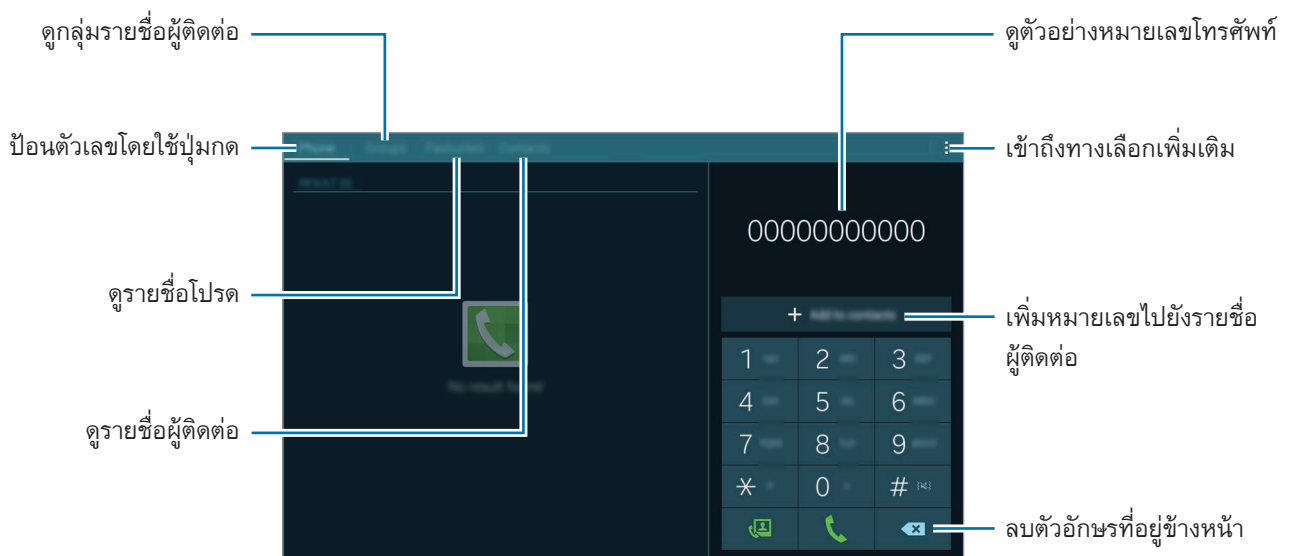 ดูกลุ่มรายชื่อผู้ติดต่อ
ดูตัวอย่างหมายเลขโทรศัพท์
ป้อนตัวเลขโดยใช้ปุ่มกด
Phone Groups Favourites Contacts
เข้าถึงทางเลือกเพิ่มเติม
00000000000
ดูรายชื่อโปรด
+ Add to contacts
เพิ่มหมายเลขไปยังรายชื่อ
ผู้ติดต่อ
No result found
1 2 3
4 5 6
7 8 9
* 0 #
ดูรายชื่อผู้ติดต่อ
ลบตัวอักษรที่อยู่ข้างหน้า